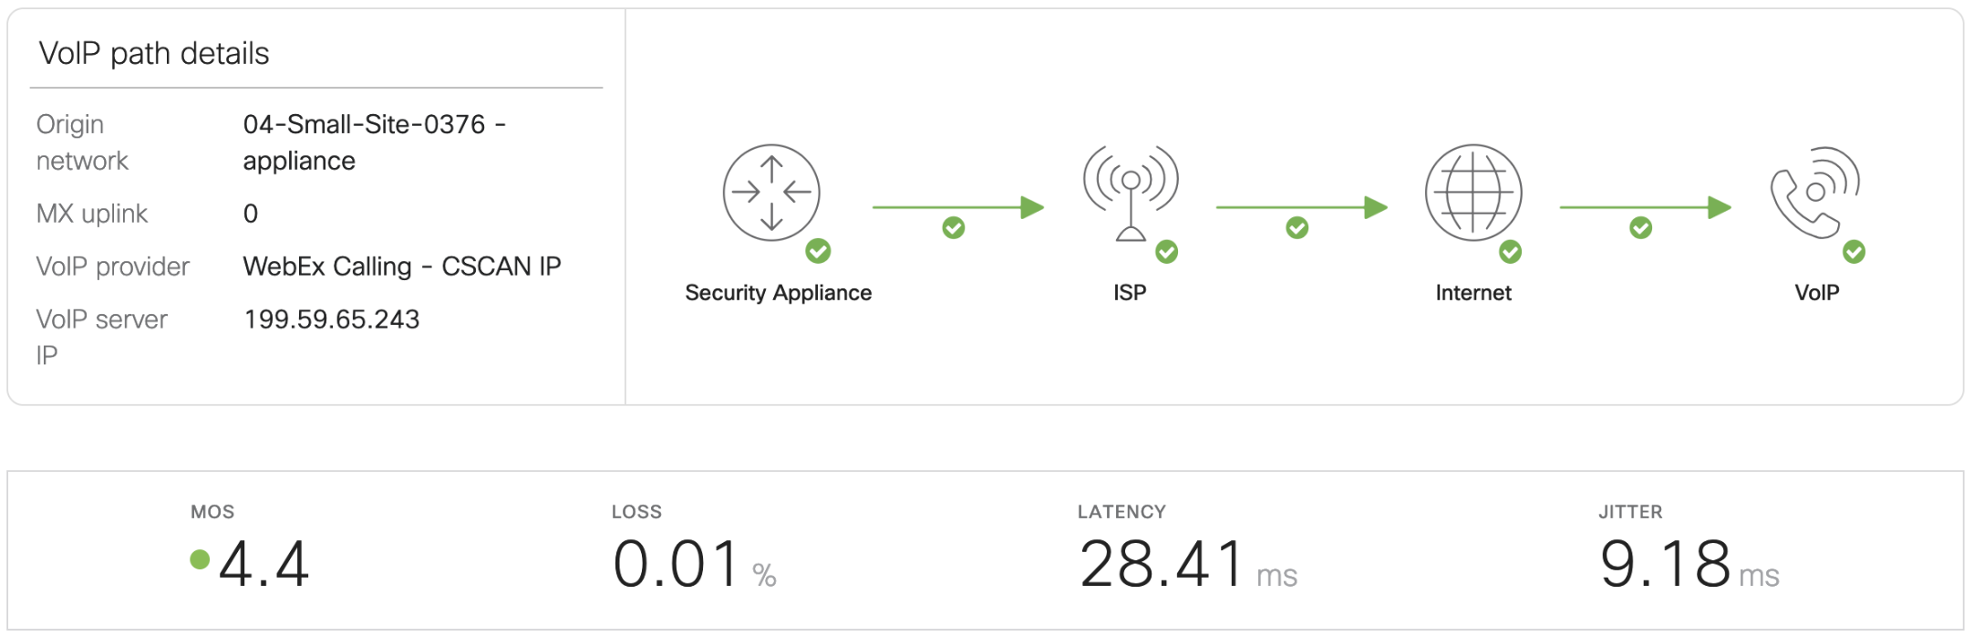 VoIP path details
Origin network
04-Small-Site-0376 - appliance
MX uplink
0
VoIP provider
WebEx Calling - CSCAN IP
VoIP server IP
199.59.65.243
Security Appliance
ISP
Internet
VoIP
MOS
4.4
LOSS
0.01 %
LATENCY
28.41 ms
JITTER
9.18 ms